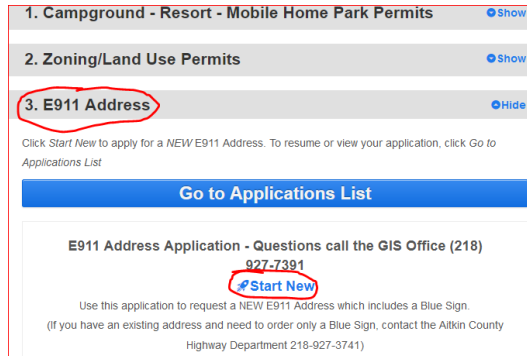 1. Campground - Resort - Mobile Home Park Permits
Show
2. Zoning/Land Use Permits
Show
3. E911 Address
Hide
Click Start New to apply for a NEW E911 Address. To resume or view your application, click Go to
Applications List
Go to Applications List
E911 Address Application - Questions call the GIS Office (218)
927-7391
Start New
Use this application to request a NEW E911 Address which includes a Blue Sign.
(If you have an existing address and need to order only a Blue Sign, contact the Aitkin County
Highway Department 218-927-3741)